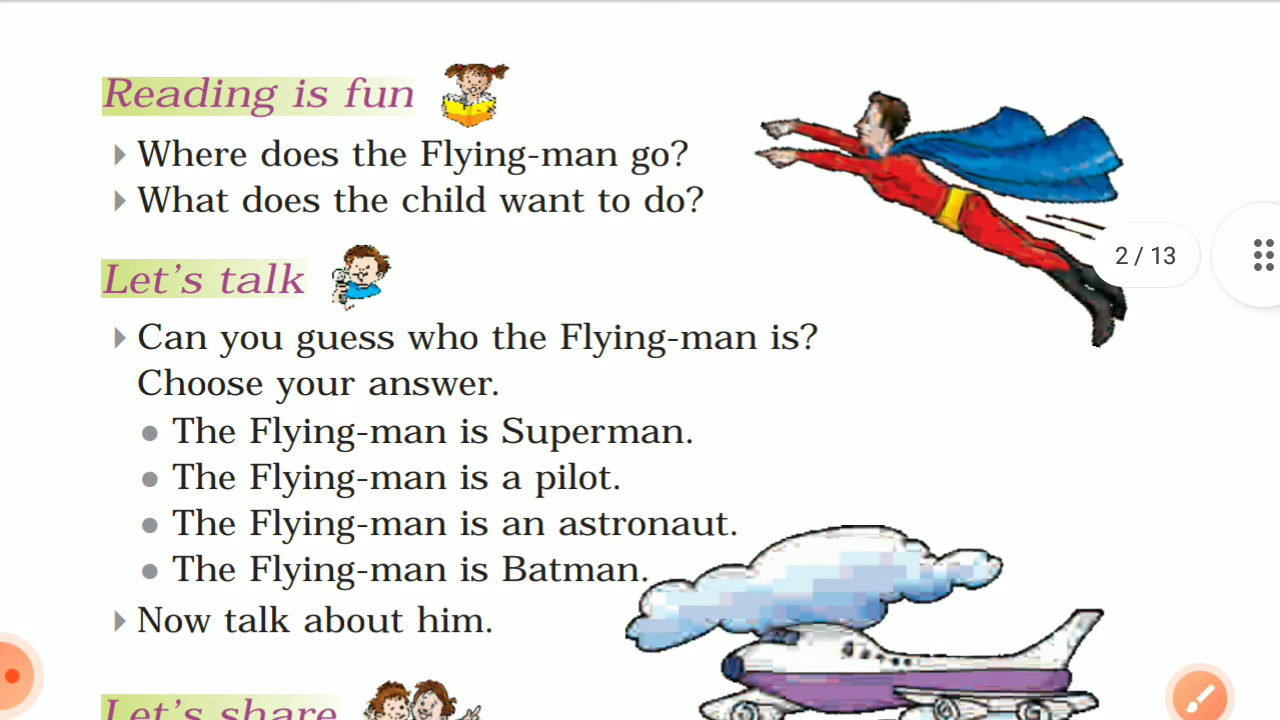 Reading is fun
Where does the Flying-man go?
What does the child want to do?
Let's talk
Can you guess who the Flying-man is?
Choose your answer.
The Flying-man is Superman.
The Flying-man is a pilot.
The Flying-man is an astronaut.
The Flying-man is Batman.
Now talk about him.
Let's share
2 / 13